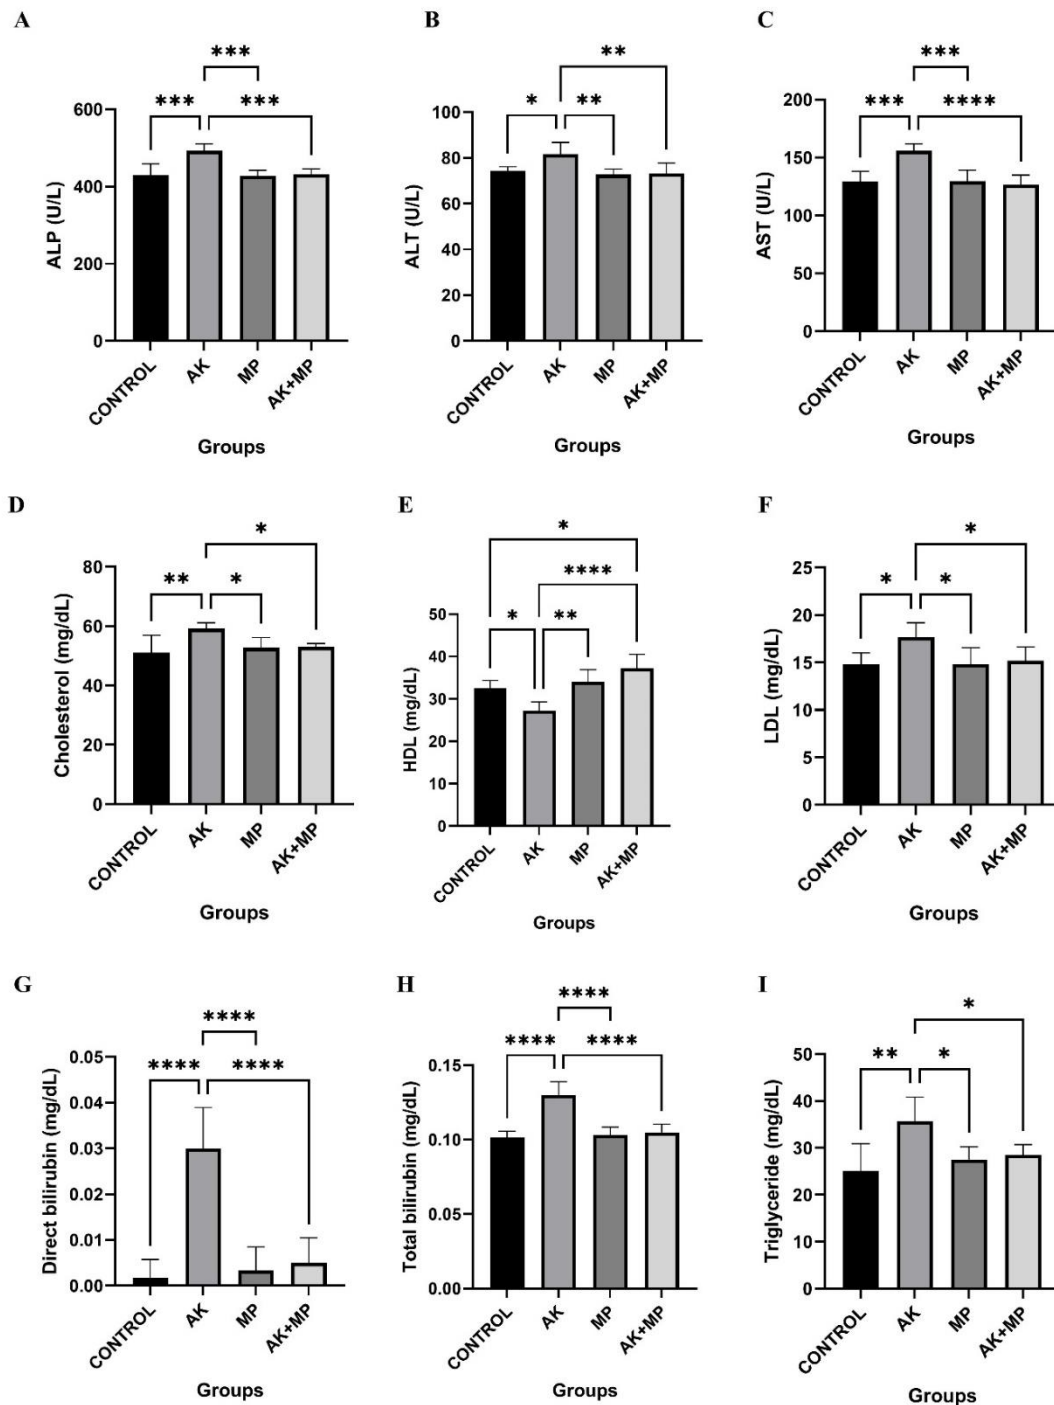 A
***
***
***
ALP (U/L)
600
400
200
0
CONTROL
AK
MP
AK+MP
Groups
B
**
*
**
ALT (U/L)
100
80
60
40
20
0
CONTROL
AK
MP
AK+MP
Groups
C
***
***
****
AST (U/L)
200
150
100
50
0
CONTROL
AK
MP
AK+MP
Groups
D
*
**
*
Cholesterol (mg/dL)
80
60
40
20
0
CONTROL
AK
MP
AK+MP
Groups
E
*
****
*
**
HDL (mg/dL)
50
40
30
20
10
0
CONTROL
AK
MP
AK+MP
Groups
F
*
*
*
LDL (mg/dL)
25
20
15
10
5
0
CONTROL
AK
MP
AK+MP
Groups
G
****
****
****
Direct bilirubin (mg/dL)
0.05
0.04
0.03
0.02
0.01
0.00
CONTROL
AK
MP
AK+MP
Groups
H
****
****
****
Total bilirubin (mg/dL)
0.15
0.10
0.05
0.00
CONTROL
AK
MP
AK+MP
Groups
I
*
**
*
Triglyceride (mg/dL)
50
40
30
20
10
0
CONTROL
AK
MP
AK+MP
Groups